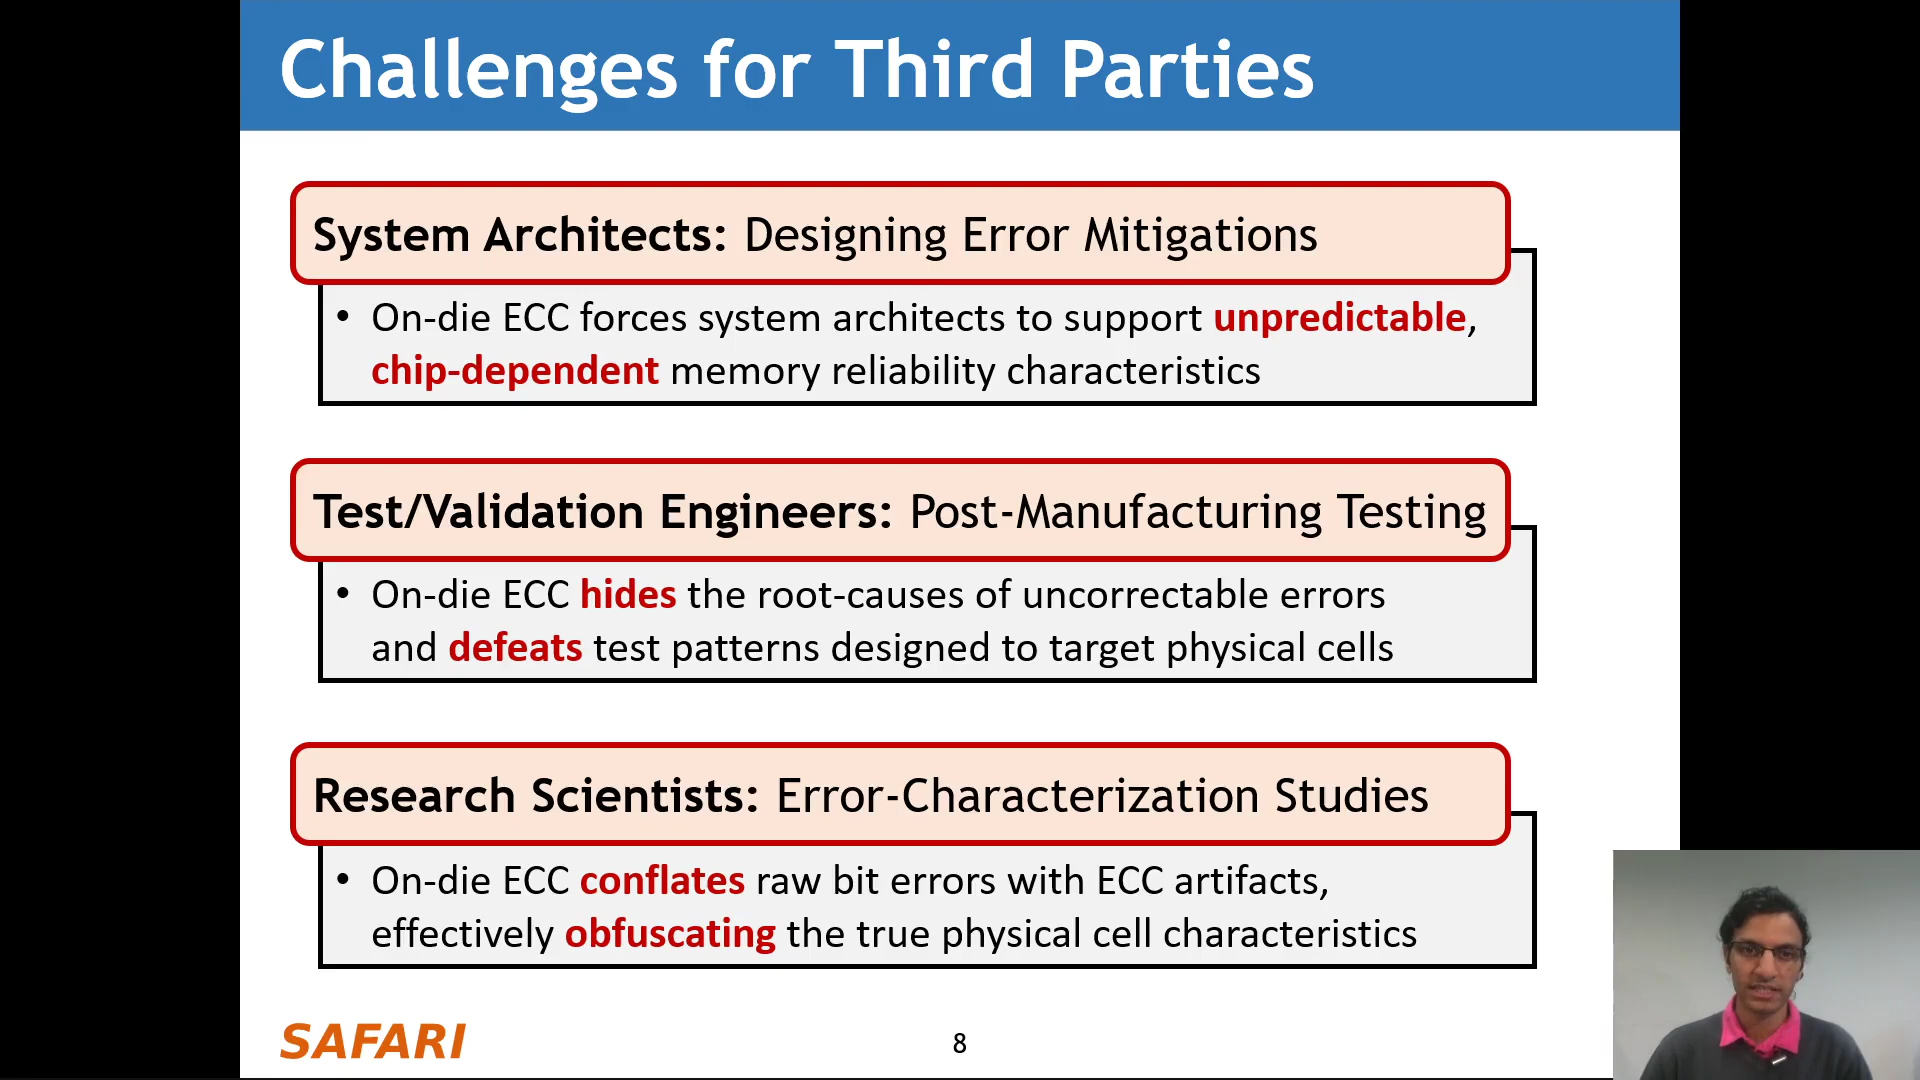 Challenges for Third Parties
System Architects: Designing Error Mitigations
• On-die ECC forces system architects to support unpredictable,
chip-dependent memory reliability characteristics
Test/Validation Engineers: Post-Manufacturing Testing
• On-die ECC hides the root-causes of uncorrectable errors
and defeats test patterns designed to target physical cells
Research Scientists: Error-Characterization Studies
• On-die ECC conflates raw bit errors with ECC artifacts,
effectively obfuscating the true physical cell characteristics
SAFARI
8